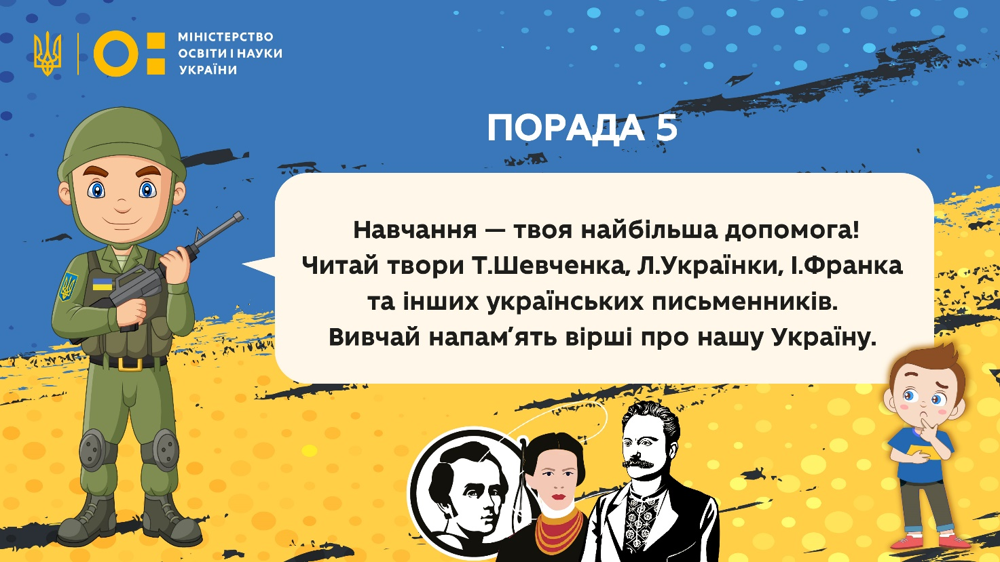 МІНІСТЕРСТВО
ОСВІТИ І НАУКИ
УКРАЇНИ
ПОРАДА 5
Навчання — твоя найбільша допомога!
Читай твори Т.Шевченка, Л.Українки, І.Франка
та інших українських письменників.
Вивчай напам’ять вірші про нашу Україну.